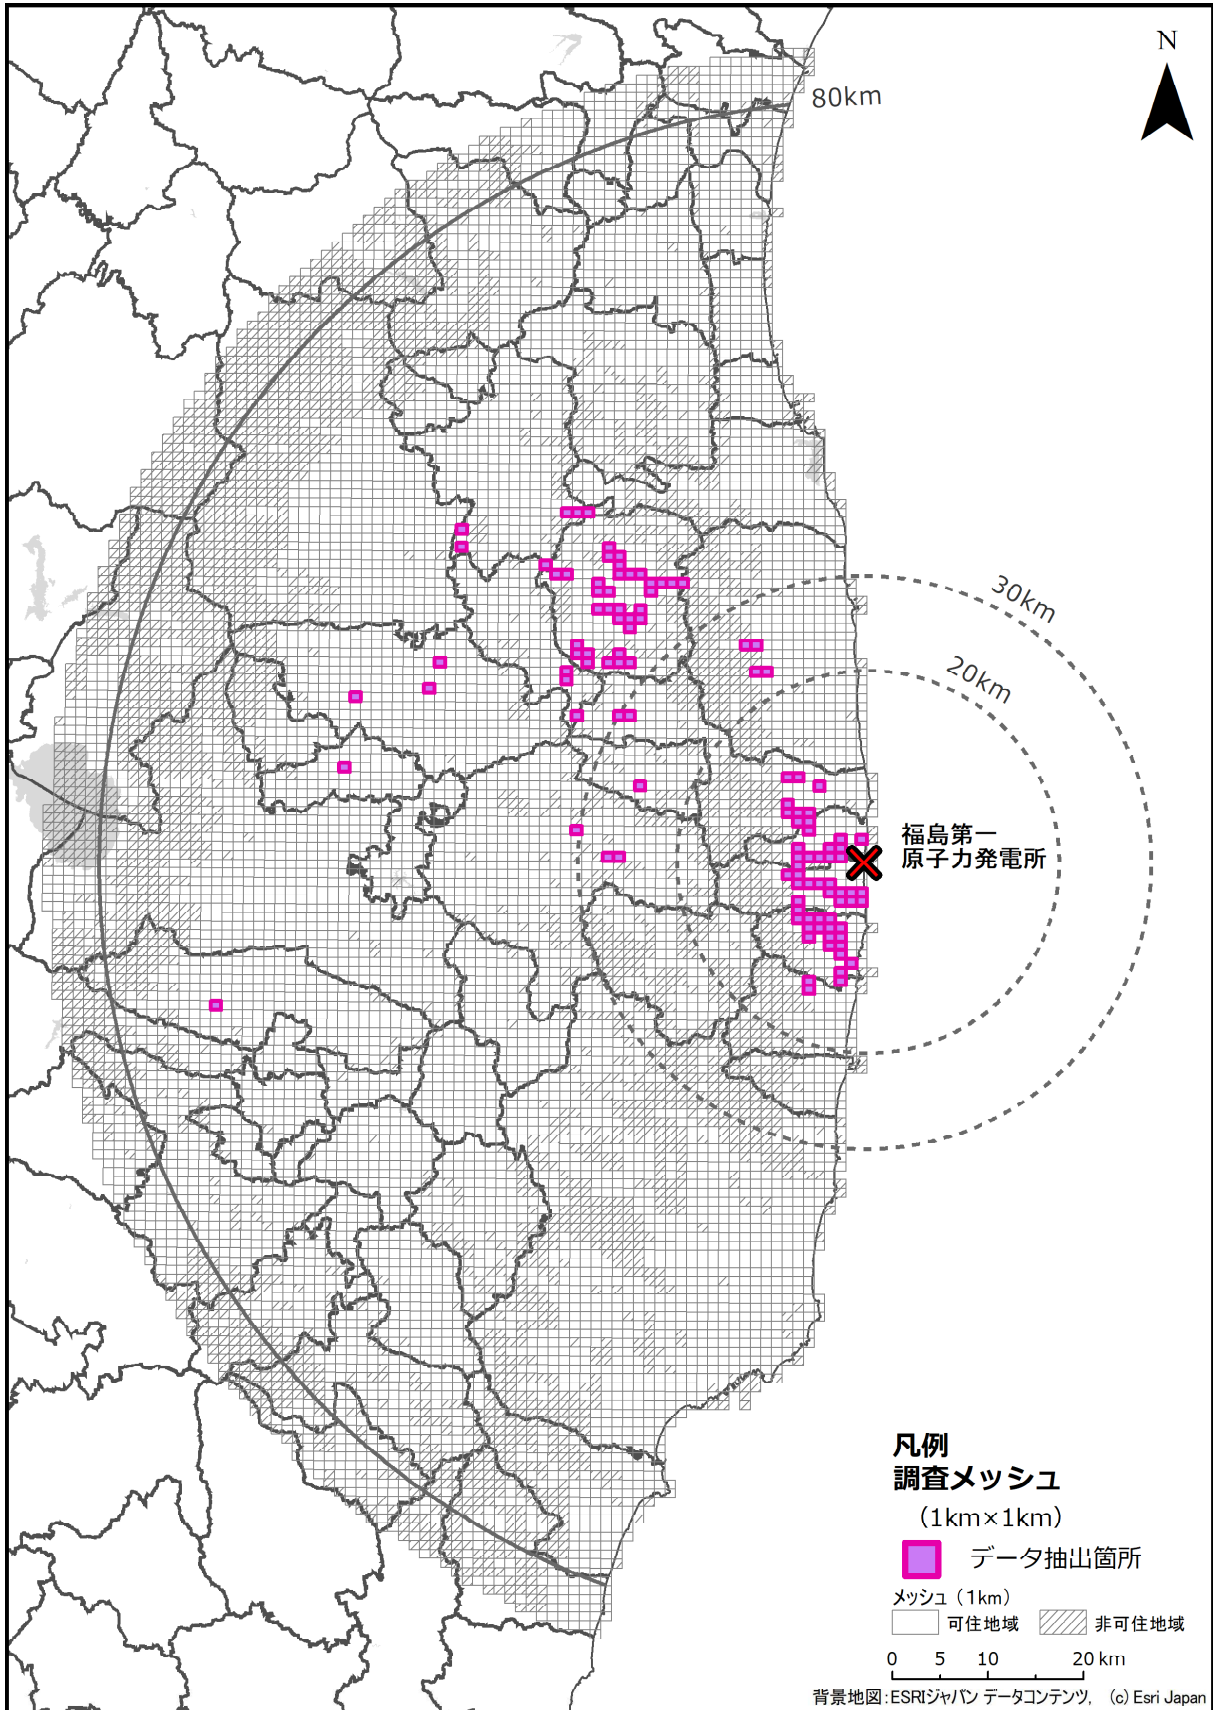 N
80km
30km
20km
福島第一
原子力発電所
凡例
調査メッシュ
（1km×1km）
データ抽出箇所
メッシュ（1km）
可住地域 非可住地域
0 5 10 20 km
背景地図：ESRIジャパン データコンテンツ, (c) Esri Japan